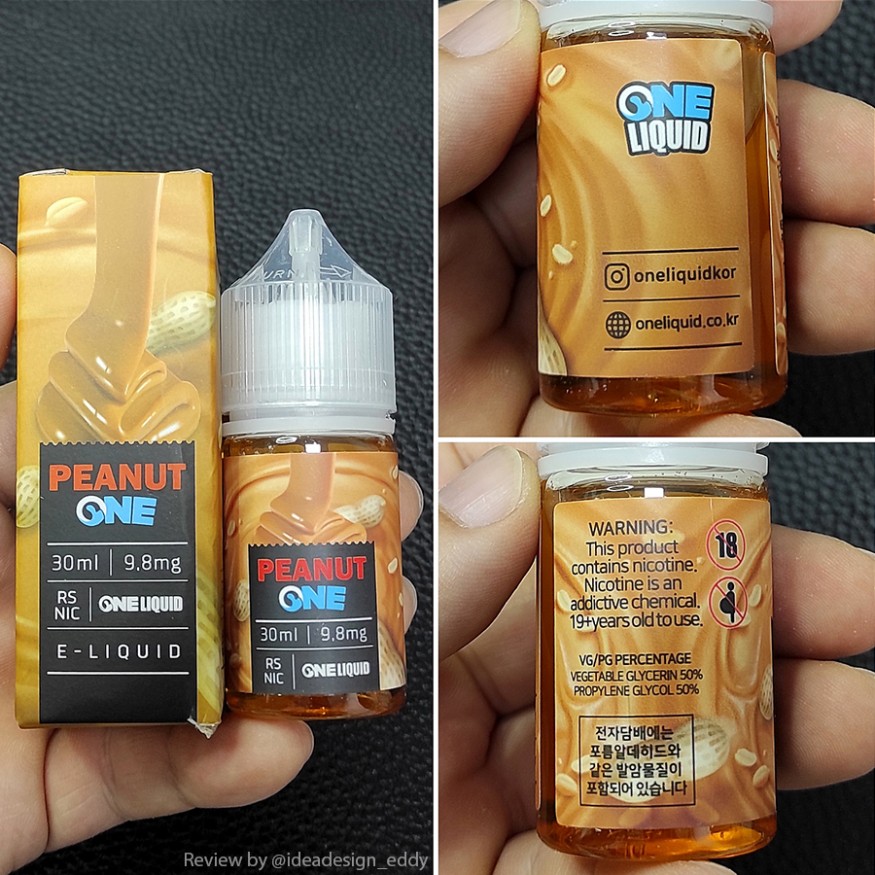 PEANUT
ONE
30ml | 9.8mg
RS
NIC
ONE LIQUID
E-LIQUID
PEANUT
ONE
30ml | 9.8mg
RS
NIC
ONE LIQUID
Review by @ideadesign_eddy
ONE
LIQUID
oneliquidkor
oneliquid.co.kr
WARNING:
This product
contains nicotine.
Nicotine is an
addictive chemical.
19+years old to use.
18
VG/PG PERCENTAGE
VEGETABLE GLYCERIN 50%
PROPYLENE GLYCOL 50%
전자담배에는
포름알데히드와
같은 발암물질이
포함되어 있습니다